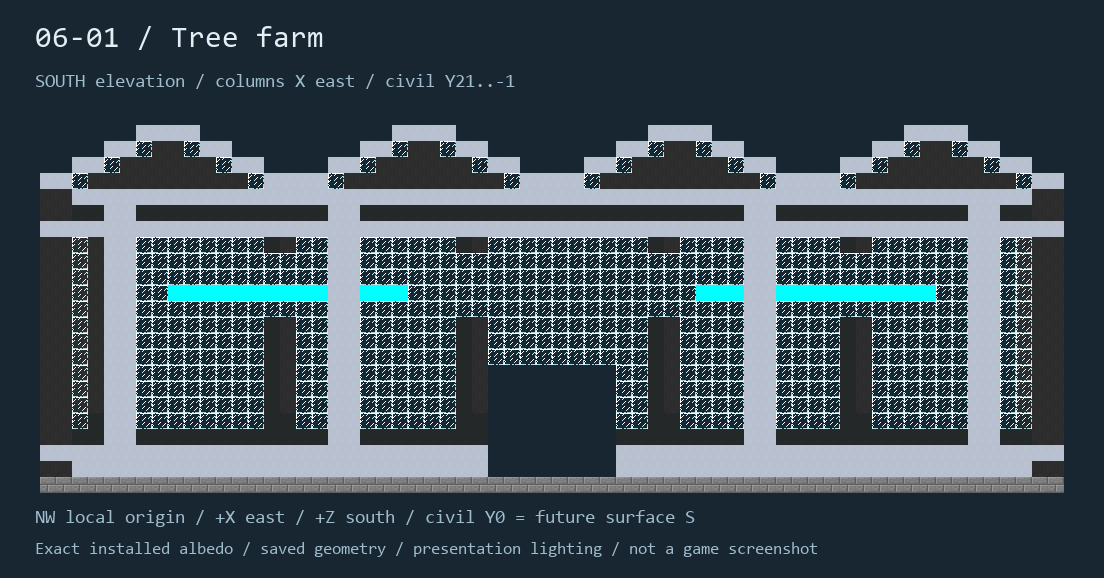 06-01 / Tree farm
SOUTH elevation / columns X east / civil Y21..-1
NW local origin / +X east / +Z south / civil Y0 = future surface S
Exact installed albedo / saved geometry / presentation lighting / not a game screenshot